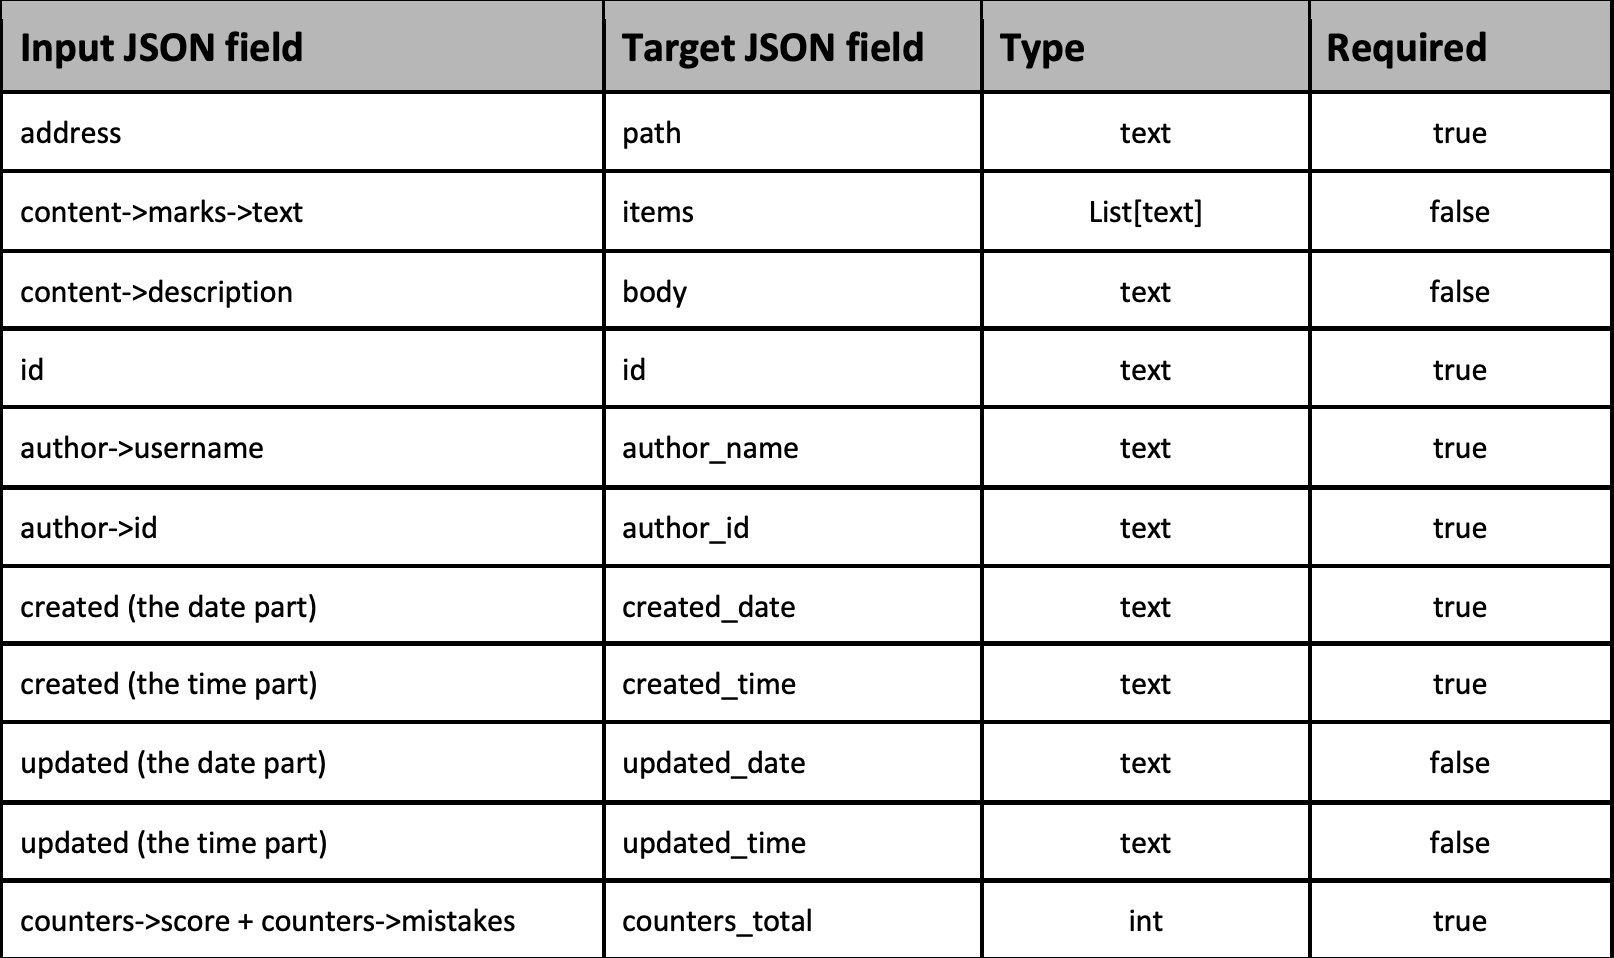 Input JSON field Target JSON field Type Required
address path text true
content->marks->text items List[text] false
content->description body text false
id id text true
author->username author_name text true
author->id author_id text true
created (the date part) created_date text true
created (the time part) created_time text true
updated (the date part) updated_date text false
updated (the time part) updated_time text false
counters->score + counters->mistakes counters_total int true